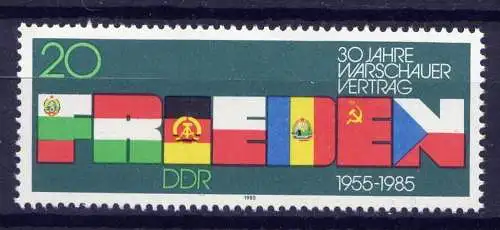 20
30 JAHRE
WARSCHAUER
VERTRAG
FRIEDEN
DDR
1955-1985
1985